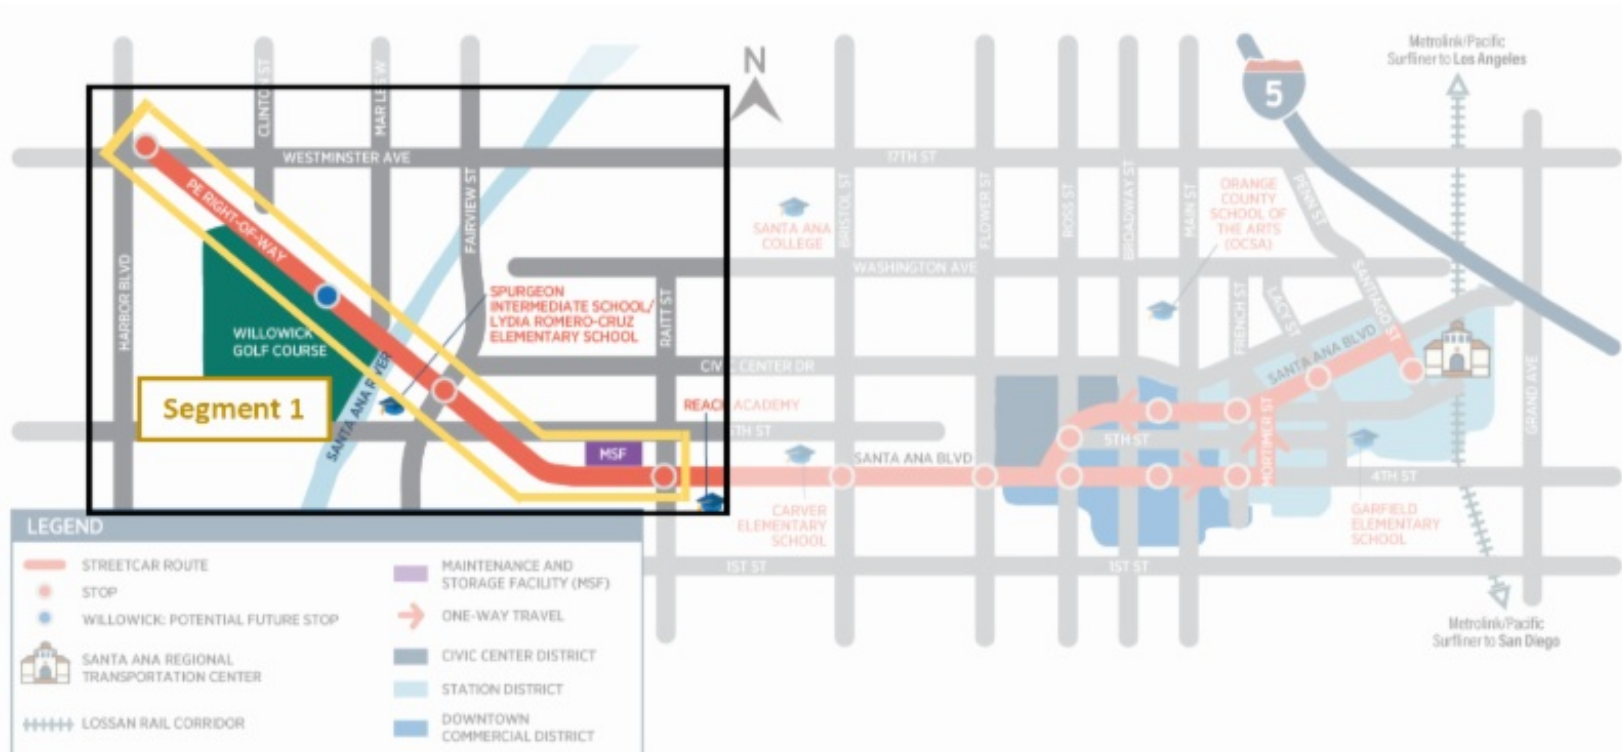 N
5
Metrolink/Pacific
Surfliner to Los Angeles
CLINTON ST
FAIRVIEW ST
WESTMINSTER AVE
17TH ST
PE RIGHT-OF-WAY
HARBOR BLVD
SANTA ANA
COLLEGE
BRISTOL ST
FLOWER ST
ROSS ST
BROADWAY ST
MAIN ST
ORANGE
COUNTY
SCHOOL OF
THE ARTS
(OCSA)
PENN ST
WASHINGTON AVE
SANTIAGO ST
SPURGEON
INTERMEDIATE SCHOOL/
LYDIA ROMERO-CRUZ
ELEMENTARY SCHOOL
RAITT ST
FRENCH ST
LACY ST
WILLOWICK
GOLF COURSE
SANTA ANA RIVER
CIVIC CENTER DR
SANTA ANA BLVD
GRAND AVE
Segment 1
REACH ACADEMY
5TH ST
5TH ST
MORTIMER ST
MSF
SANTA ANA BLVD
4TH ST
CARVER
ELEMENTARY
SCHOOL
GARFIELD
ELEMENTARY
SCHOOL
1ST ST
1ST ST
Metrolink/Pacific
Surfliner to San Diego
LEGEND
STREETCAR ROUTE
STOP
WILLOWICK: POTENTIAL FUTURE STOP
SANTA ANA REGIONAL
TRANSPORTATION CENTER
LOSSAN RAIL CORRIDOR
MAINTENANCE AND
STORAGE FACILITY (MSF)
ONE-WAY TRAVEL
CIVIC CENTER DISTRICT
STATION DISTRICT
DOWNTOWN
COMMERCIAL DISTRICT